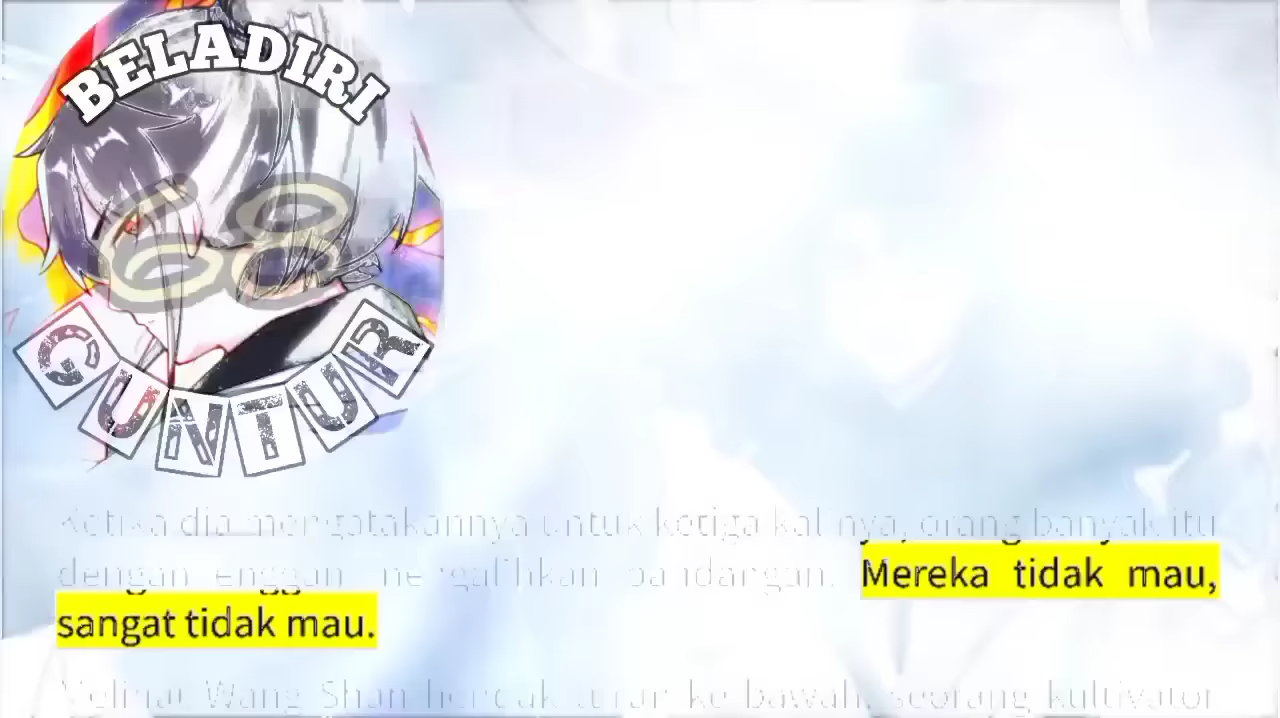 BELADIRI
GUNTUR
Ketika dia mengatakannya untuk ketiga kalinya, orang banyak itu
dengan enggan mengalihkan pandangan. Mereka tidak mau,
sangat tidak mau.
Melihat Wang Shan hendak turun ke bawah, seorang kultivator